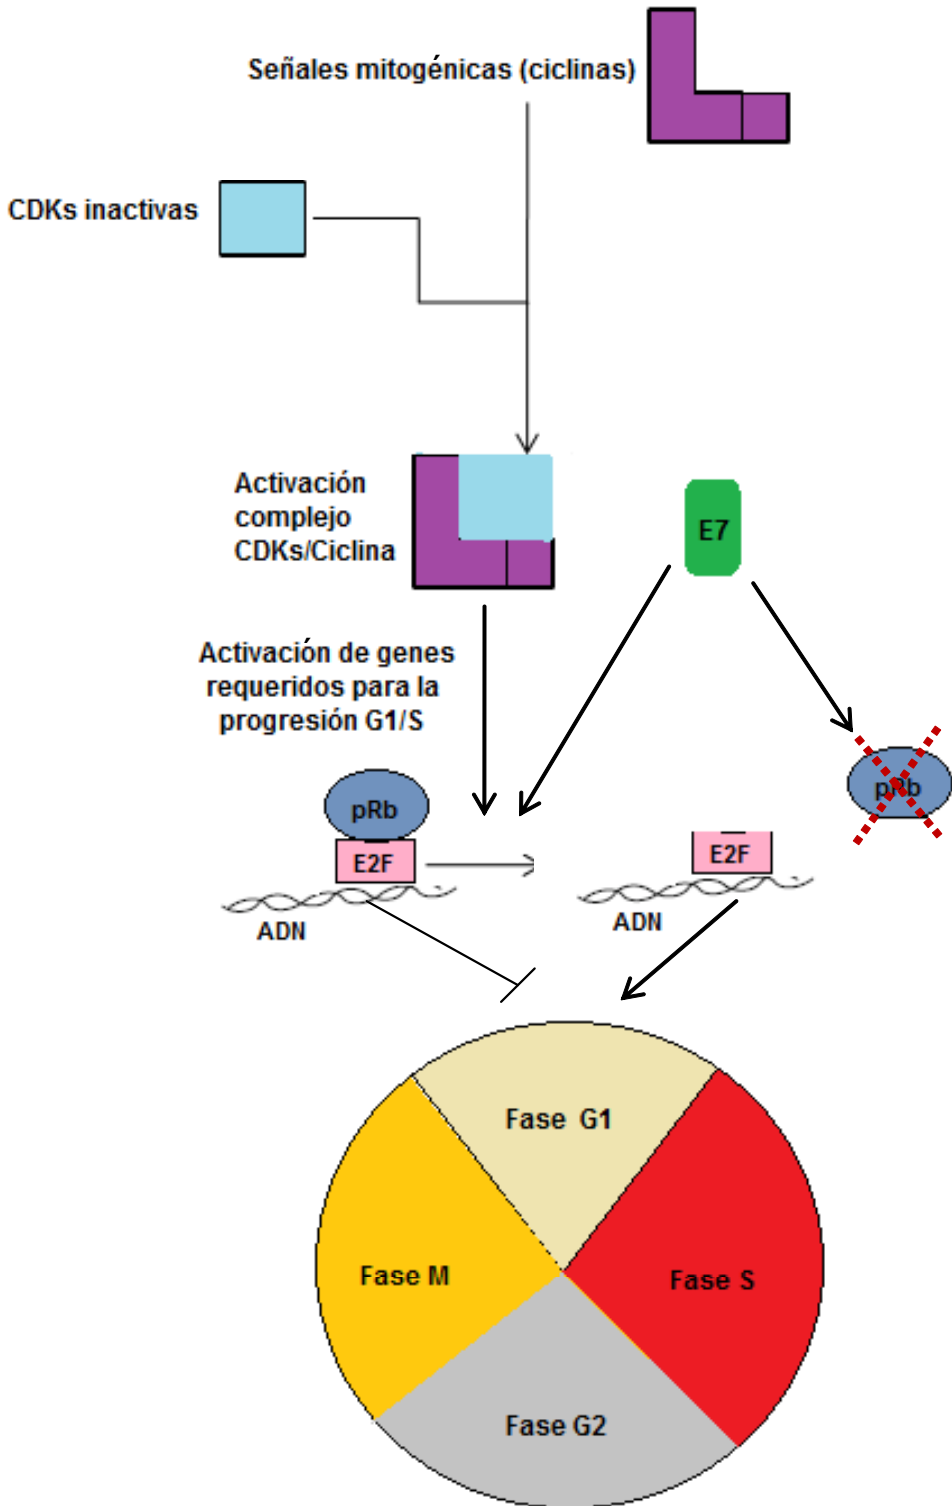 Señales mitogénicas (ciclinas)
CDKs inactivas
Activación
complejo
CDKs/Ciclina
E7
Activación de genes
requeridos para la
progresión G1/S
pRb
pRb
E2F
E2F
ADN
ADN
Fase G1
Fase M
Fase S
Fase G2